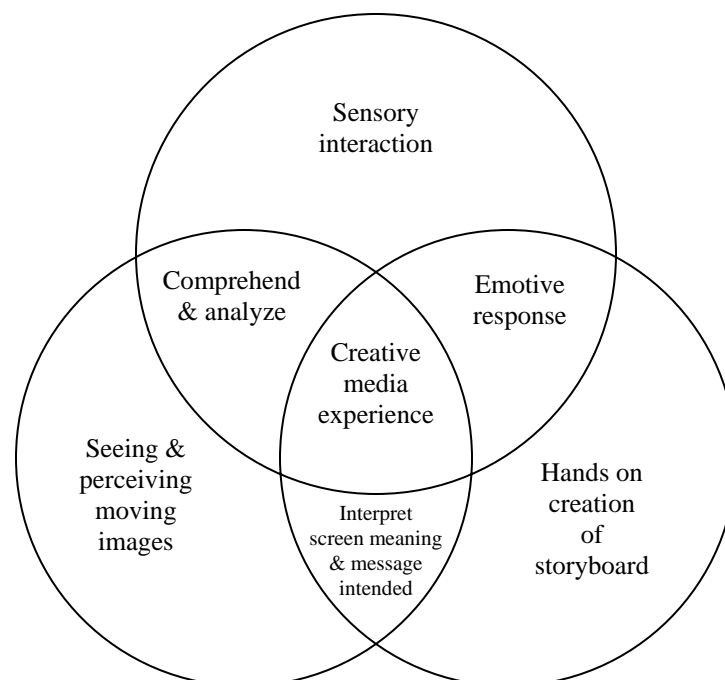 Sensory
interaction
Comprehend
& analyze
Emotive
response
Creative
media
experience
Seeing &
perceiving
moving
images
Interpret
screen meaning
& message
intended
Hands on
creation
of
storyboard